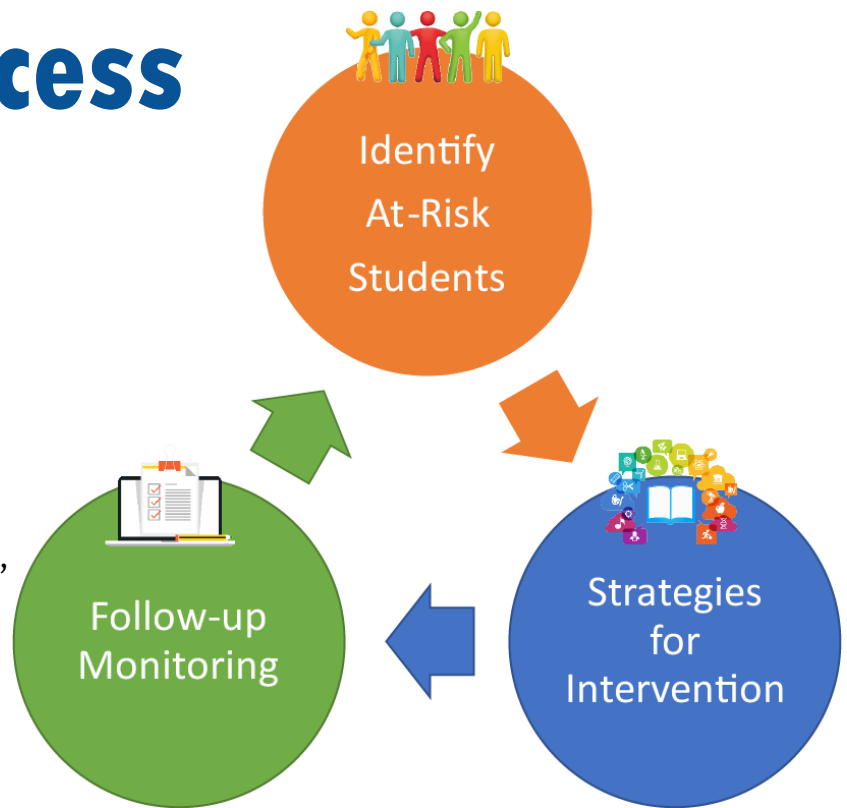 cess
Identify
At-Risk
Students
Strategies
for
Intervention
,
Follow-up
Monitoring